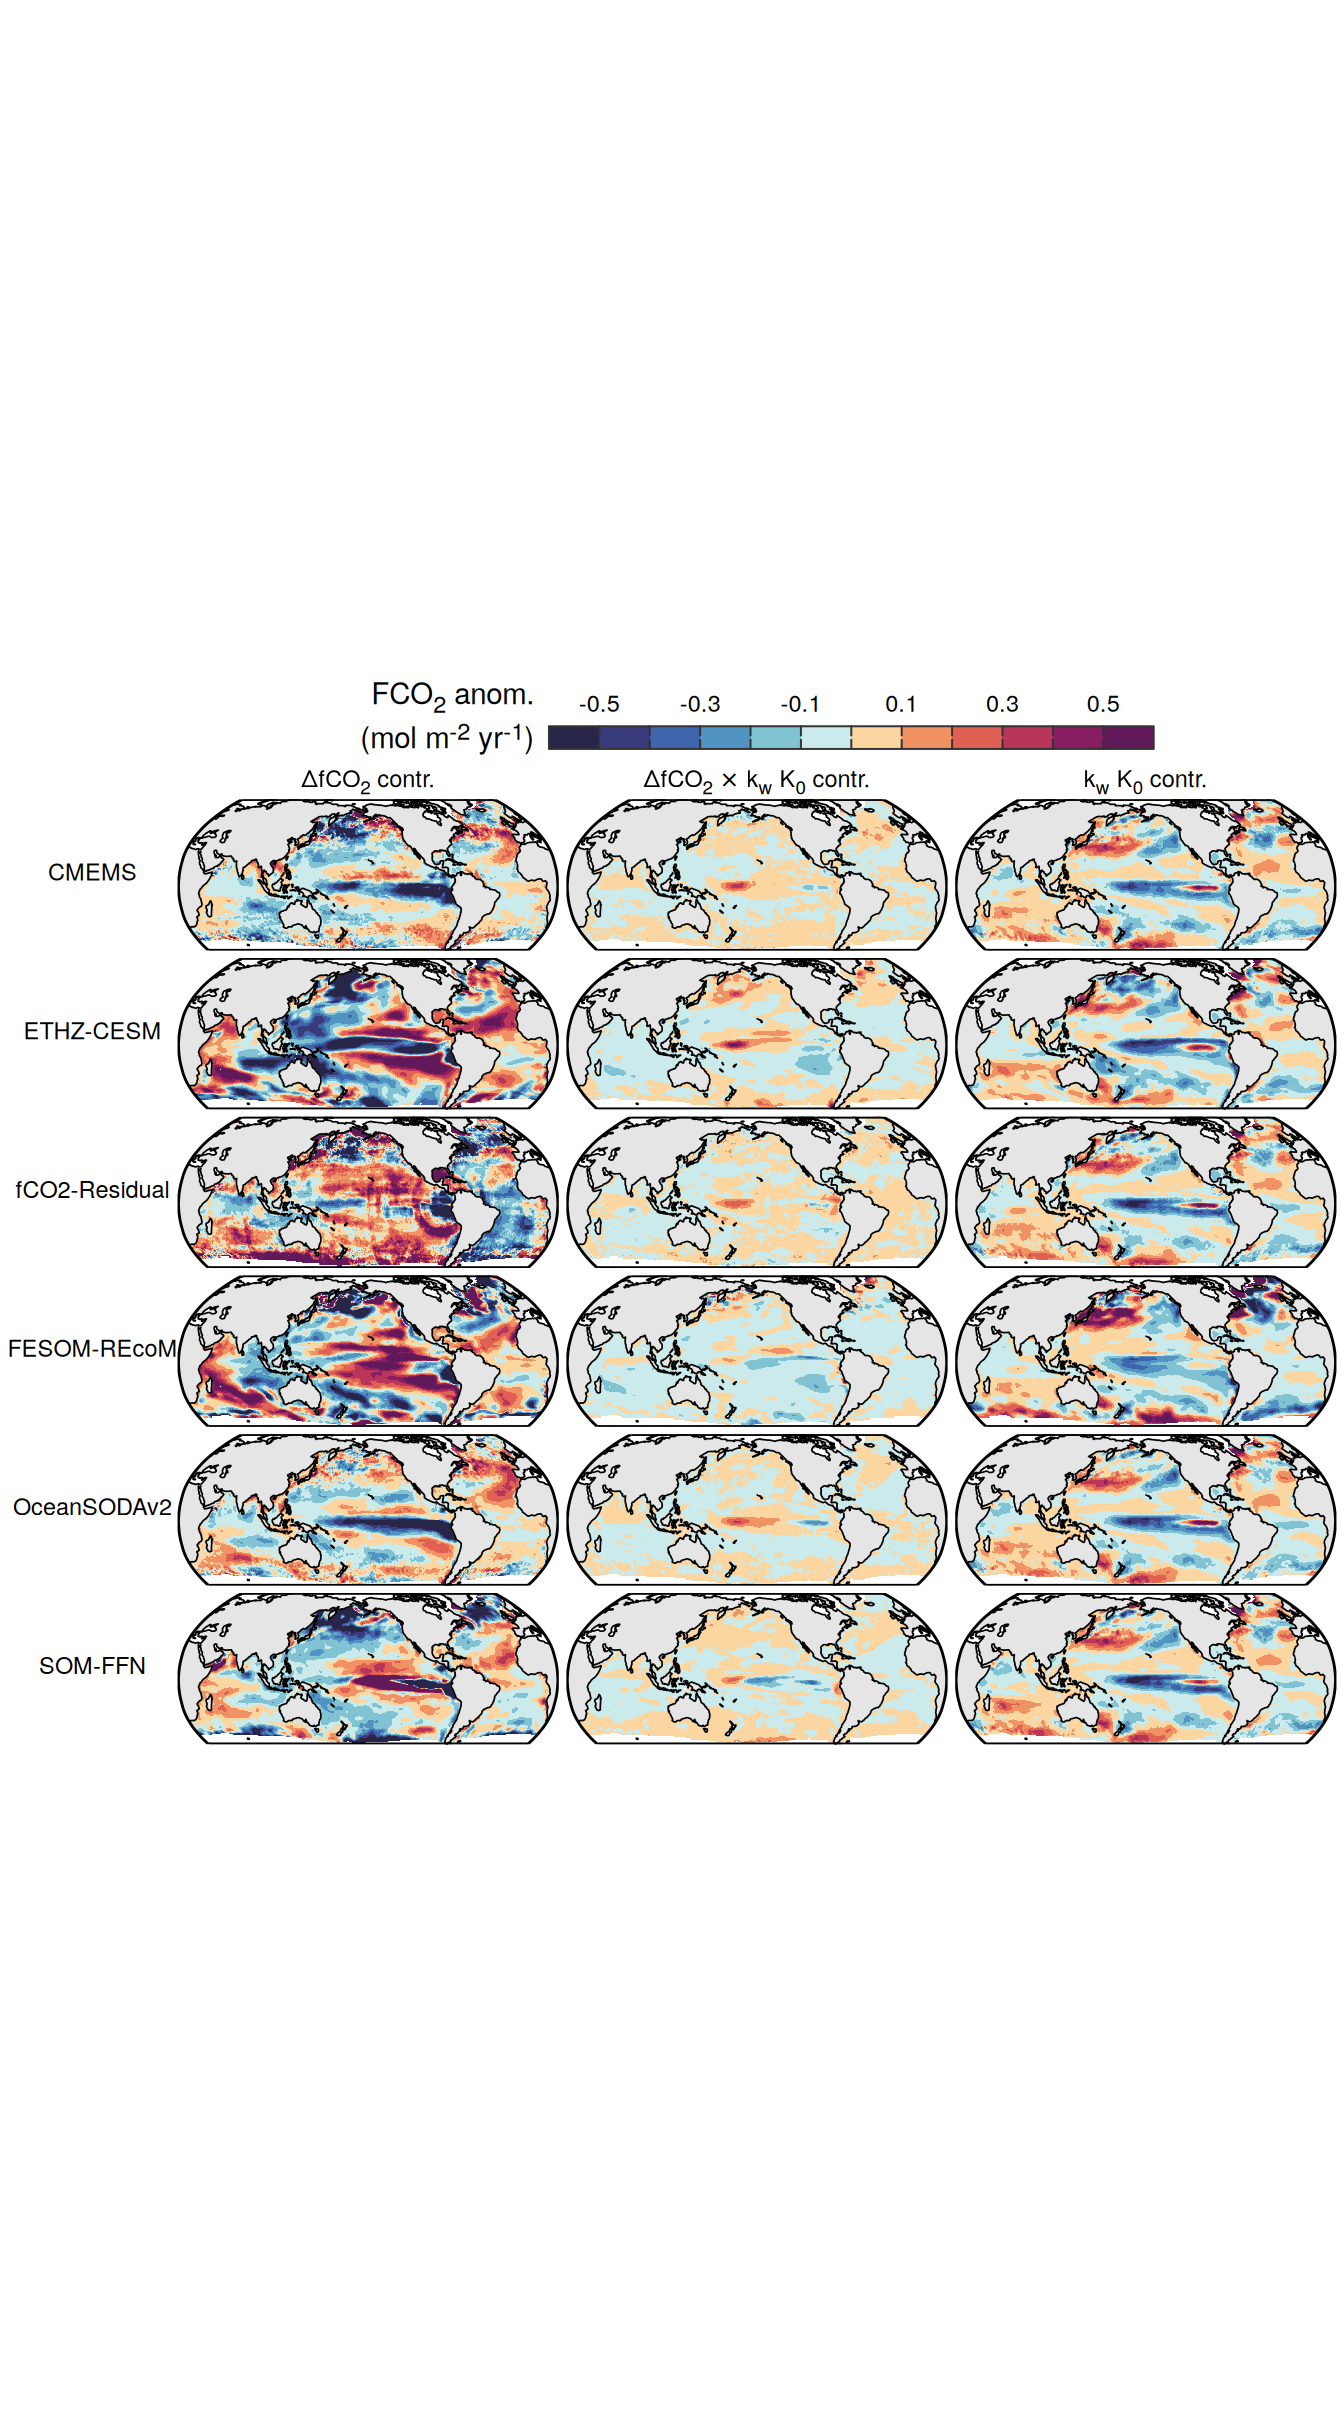 FCO2 anom.
(mol m-2 yr-1)
-0.5 -0.3 -0.1 0.1 0.3 0.5
ΔfCO2 contr. ΔfCO2 × kw K0 contr. kw K0 contr.
CMEMS
ETHZ-CESM
fCO2-Residual
FESOM-REcoM
OceanSODAv2
SOM-FFN